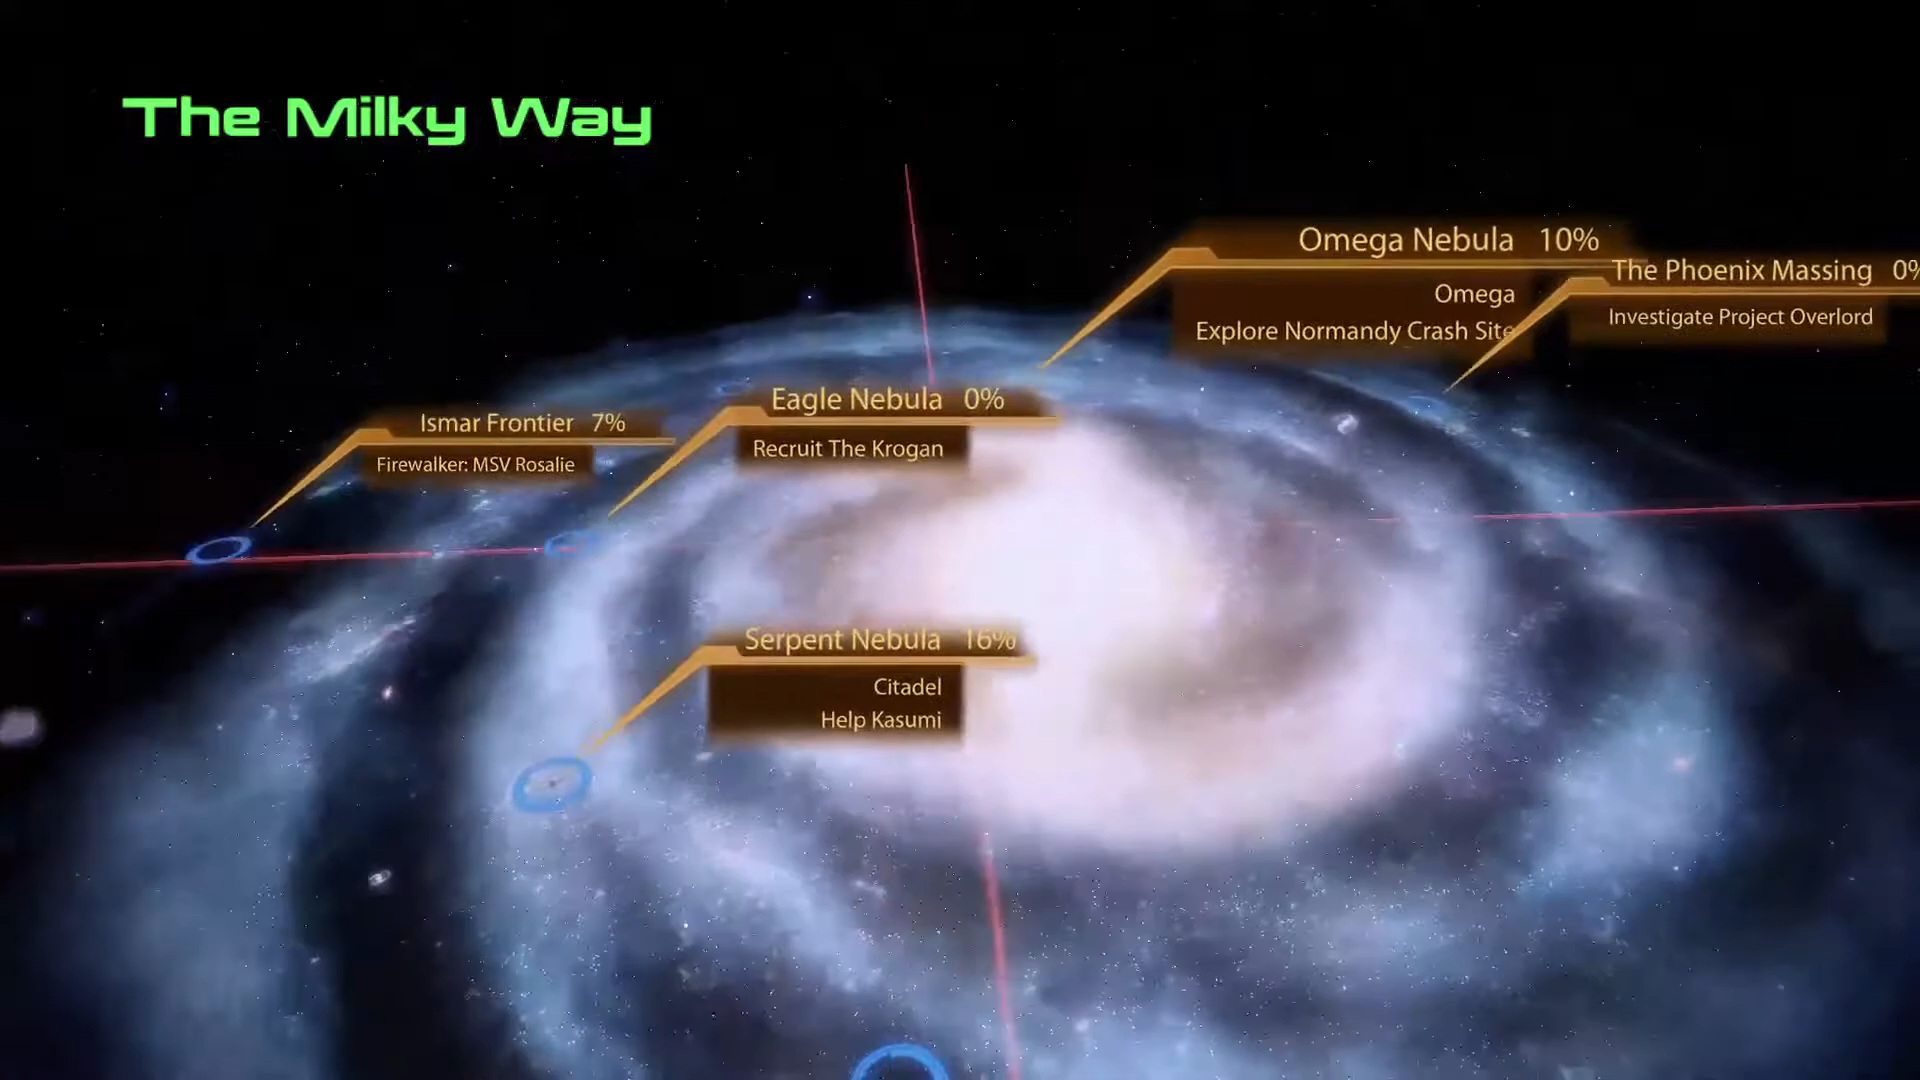 The Milky Way
Omega Nebula 10%
Omega
Explore Normandy Crash Site
The Phoenix Massing 0%
Investigate Project Overlord
Eagle Nebula 0%
Recruit The Krogan
Ismar Frontier 7%
Firewalker: MSV Rosalie
Serpent Nebula 16%
Citadel
Help Kasumi